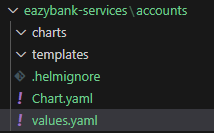 eazybank-services\accounts
charts
templates
.helmignore
Chart.yaml
values.yaml